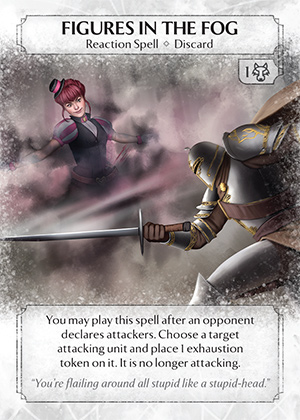 FIGURES IN THE FOG
Reaction Spell ⋄ Discard
1
You may play this spell after an opponent
declares attackers. Choose a target
attacking unit and place 1 exhaustion
token on it. It is no longer attacking.
"You're flailing around all stupid like a stupid-head."